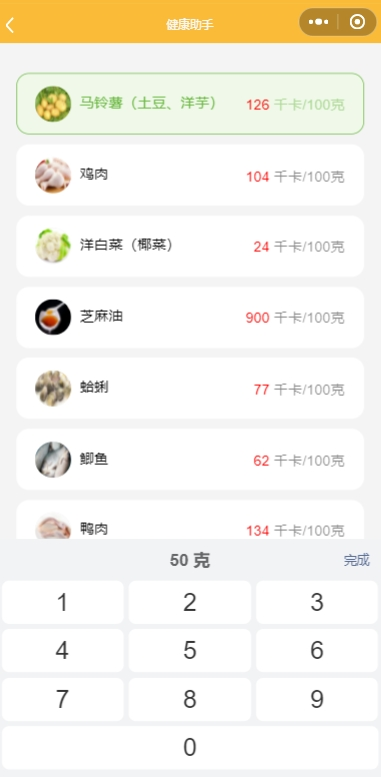 健康助手
马铃薯（土豆、洋芋） 126 千卡/100克
鸡肉 104 千卡/100克
洋白菜（椰菜） 24 千卡/100克
芝麻油 900 千卡/100克
蛤蜊 77 千卡/100克
鲫鱼 62 千卡/100克
鸭肉 134 千卡/100克
50 克 完成
1 2 3
4 5 6
7 8 9
0